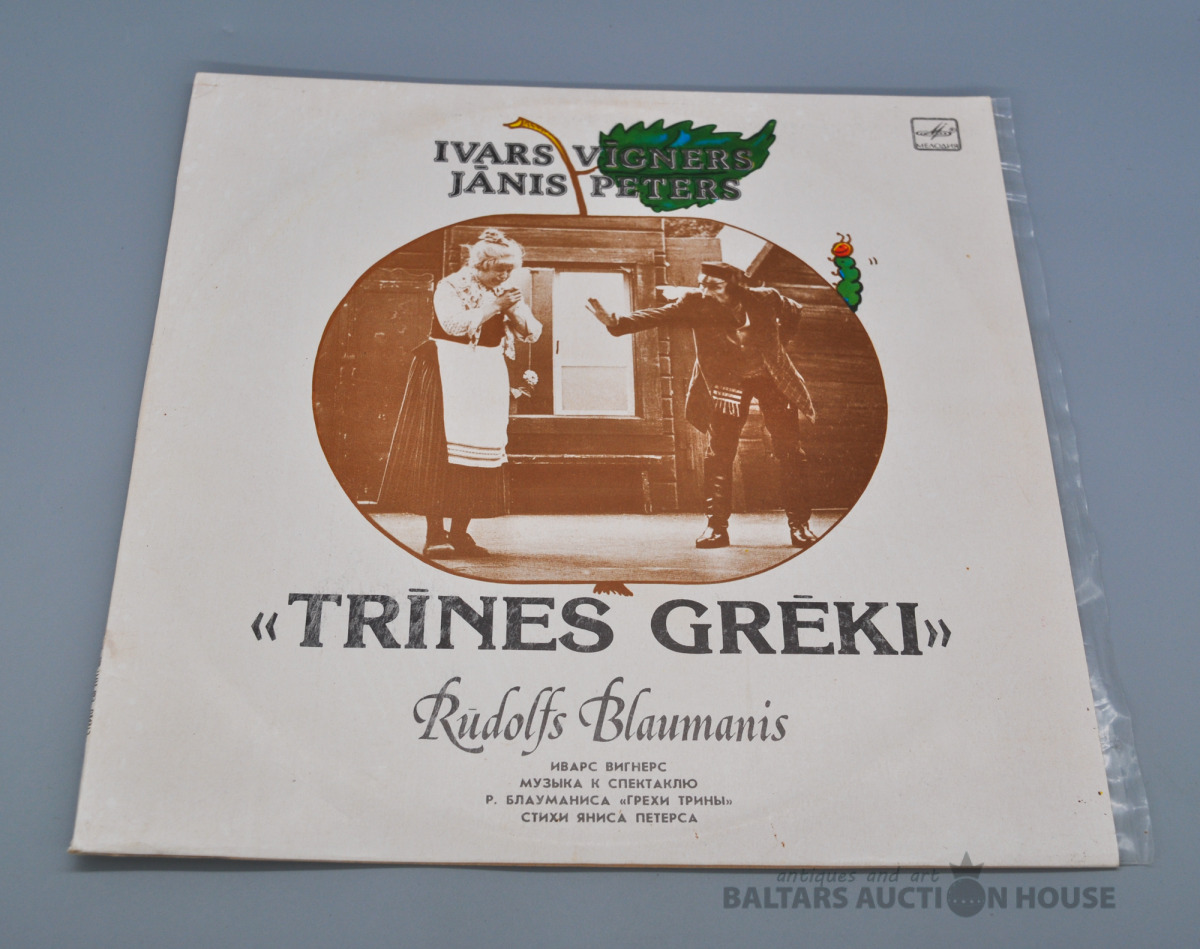 IVARS VĪGNERS
JĀNIS PETERS
МЕЛОДИЯ
«TRĪNES GRĒKI»
Rūdolfs Blaumanis
ИВАРС ВИГНЕРС
МУЗЫКА К СПЕКТАКЛЮ
Р. БЛАУМАНИСА «ГРЕХИ ТРИНЫ»
СТИХИ ЯНИСА ПЕТЕРСА
antiques and art
BALTARS AUCTION HOUSE